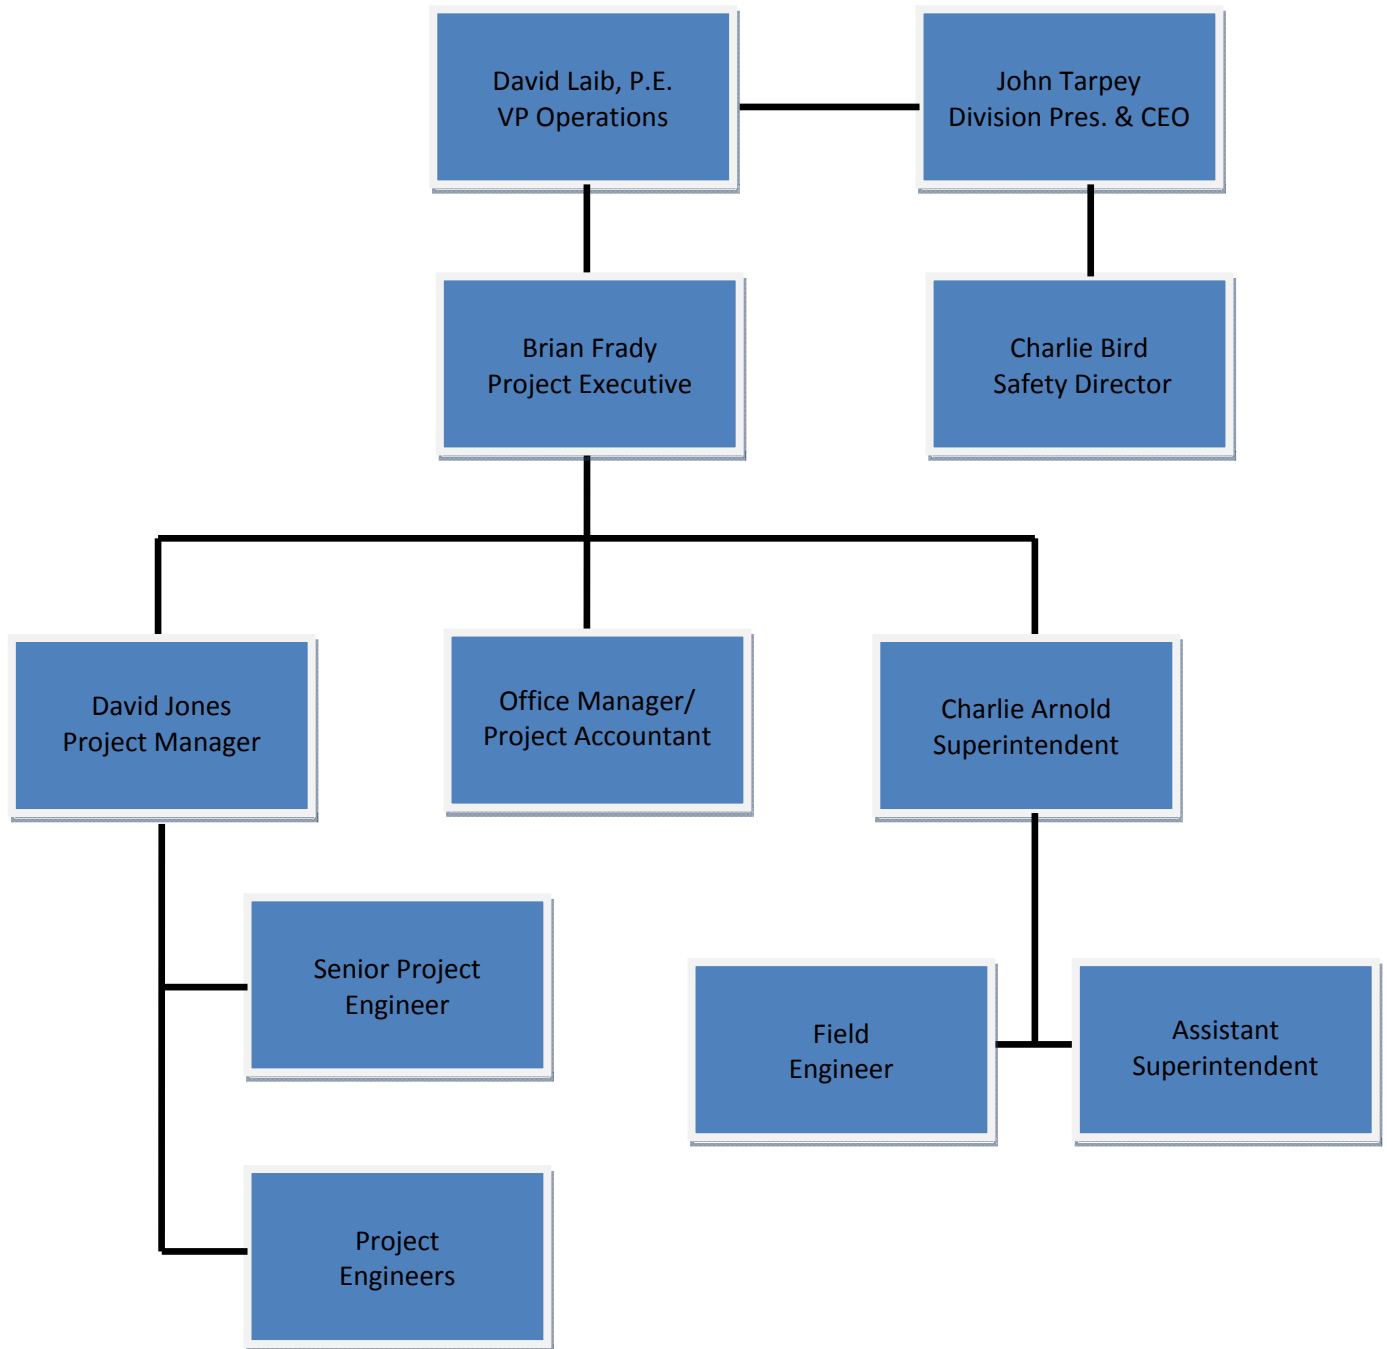 David Laib, P.E.
VP Operations
John Tarpey
Division Pres. & CEO
Brian Frady
Project Executive
Charlie Bird
Safety Director
David Jones
Project Manager
Office Manager/
Project Accountant
Charlie Arnold
Superintendent
Senior Project
Engineer
Field
Engineer
Assistant
Superintendent
Project
Engineers